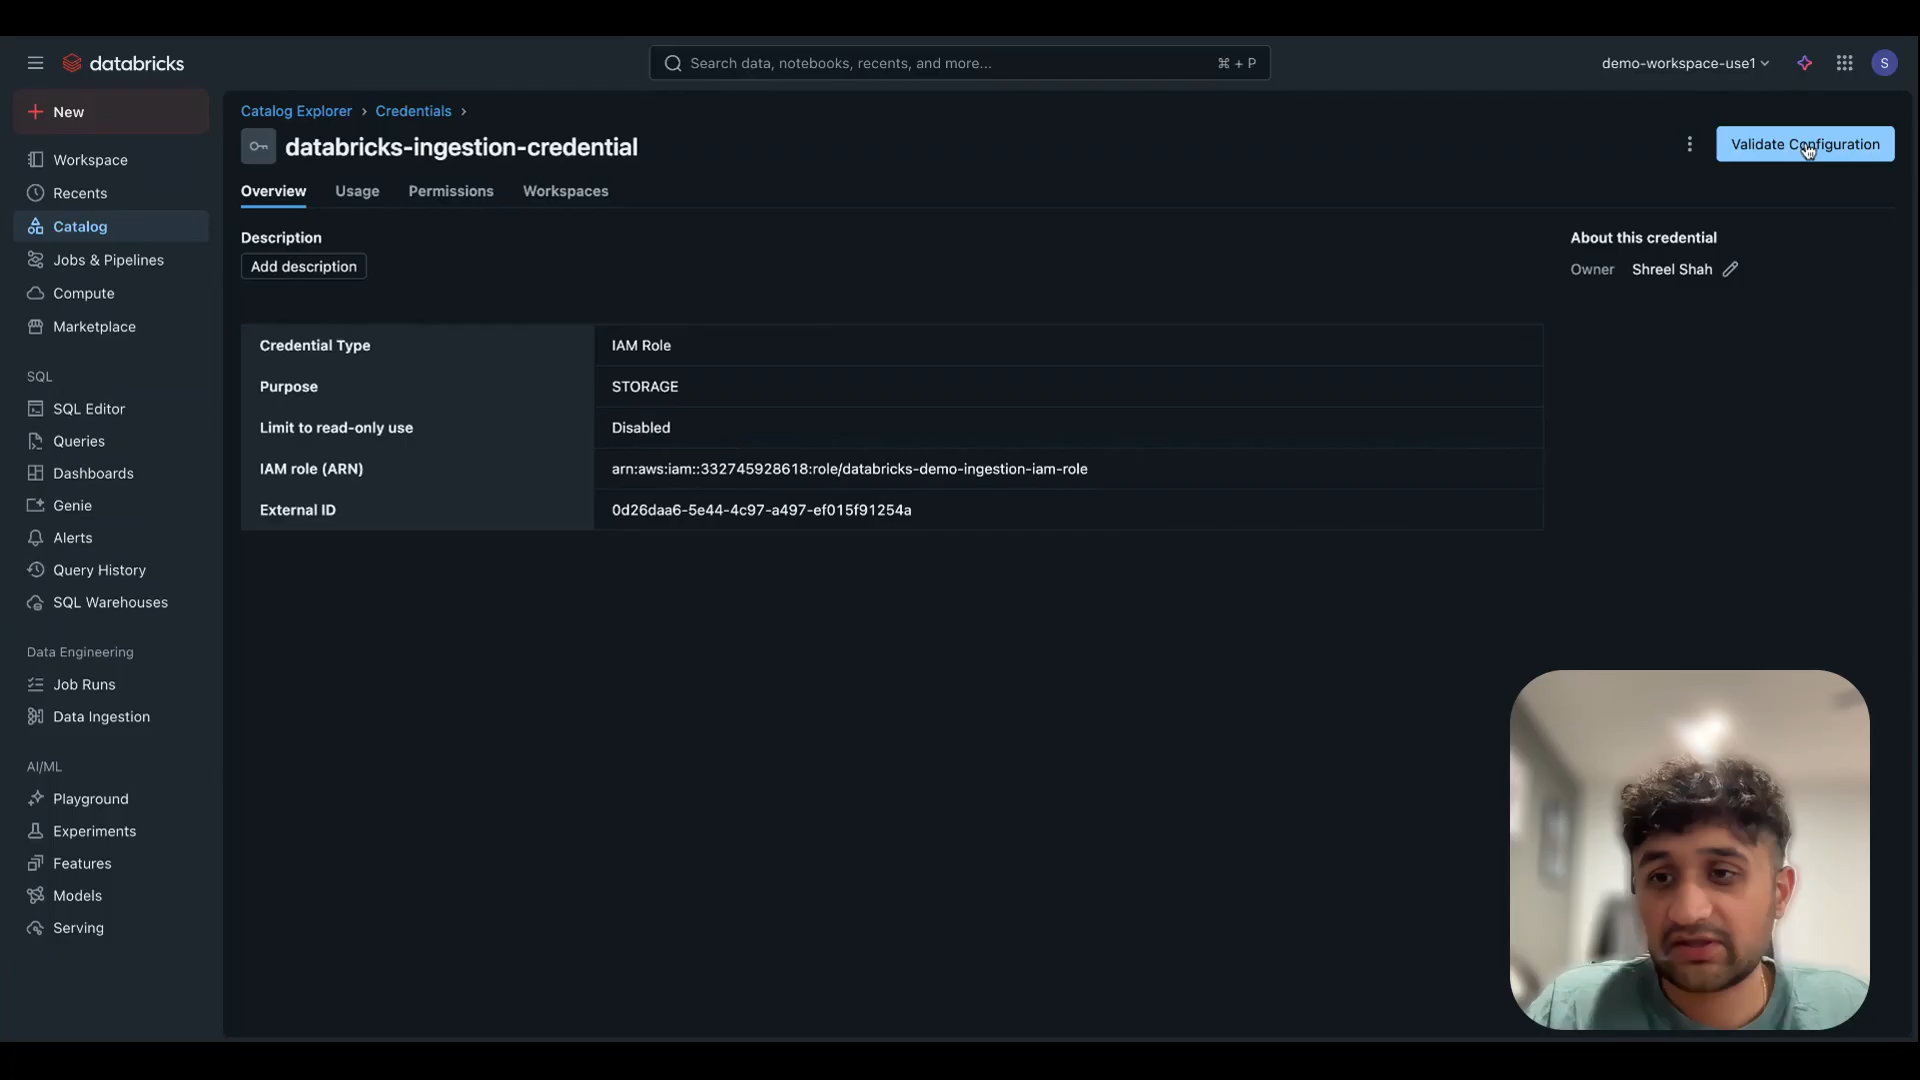 databricks
Search data, notebooks, recents, and more...
⌘ + P
demo-workspace-use1
S
New
Workspace
Recents
Catalog
Jobs & Pipelines
Compute
Marketplace
SQL
SQL Editor
Queries
Dashboards
Genie
Alerts
Query History
SQL Warehouses
Data Engineering
Job Runs
Data Ingestion
AI/ML
Playground
Experiments
Features
Models
Serving
Catalog Explorer › Credentials ›
databricks-ingestion-credential
Validate Configuration
Overview Usage Permissions Workspaces
Description
Add description
Credential Type IAM Role
Purpose STORAGE
Limit to read-only use Disabled
IAM role (ARN) arn:aws:iam::332745928618:role/databricks-demo-ingestion-iam-role
External ID 0d26daa6-5e44-4c97-a497-ef015f91254a
About this credential
Owner Shreel Shah